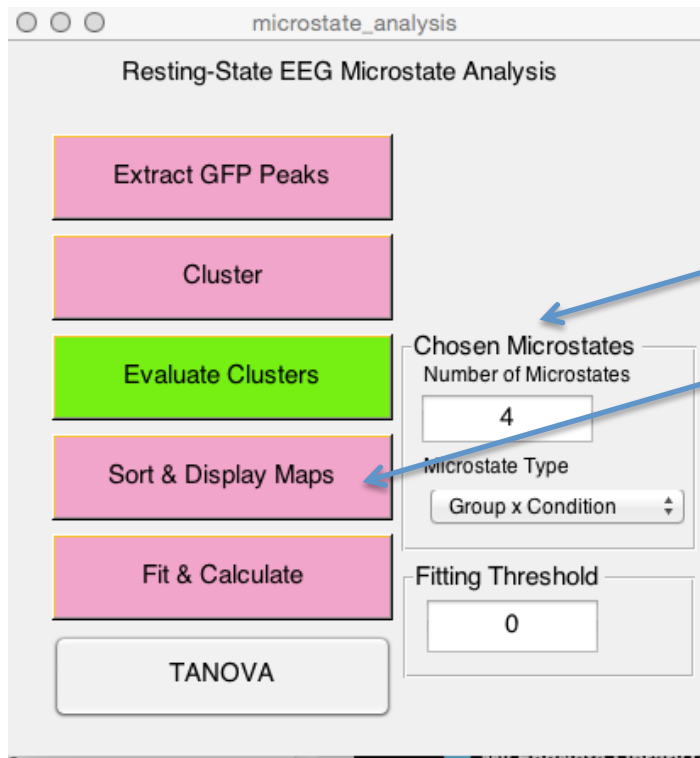 microstate_analysis
Resting-State EEG Microstate Analysis
Extract GFP Peaks
Cluster
Evaluate Clusters
Sort & Display Maps
Fit & Calculate
TANOVA
Chosen Microstates
Number of Microstates
4
Microstate Type
Group x Condition
Fitting Threshold
0